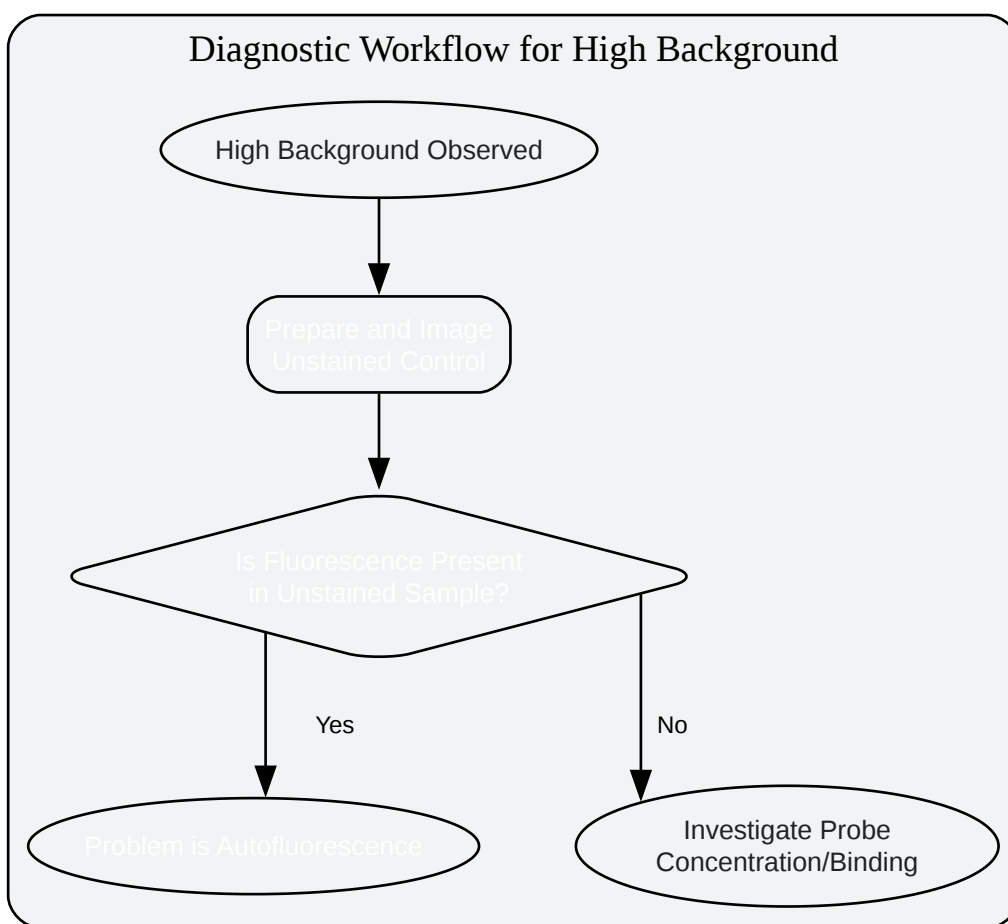 Diagnostic Workflow for High Background
High Background Observed
Prepare and Image
Unstained Control
Is Fluorescence Present
in Unstained Sample?
Yes
No
Problem is Autofluorescence
Investigate Probe
Concentration/Binding